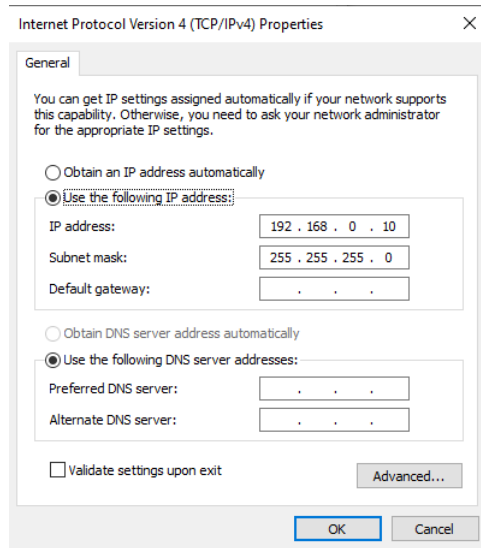 Internet Protocol Version 4 (TCP/IPv4) Properties
General
You can get IP settings assigned automatically if your network supports
this capability. Otherwise, you need to ask your network administrator
for the appropriate IP settings.
Obtain an IP address automatically
Use the following IP address:
IP address: 192 . 168 . 0 . 10
Subnet mask: 255 . 255 . 255 . 0
Default gateway: . . .
Obtain DNS server address automatically
Use the following DNS server addresses:
Preferred DNS server: . . .
Alternate DNS server: . . .
Validate settings upon exit
Advanced...
OK Cancel